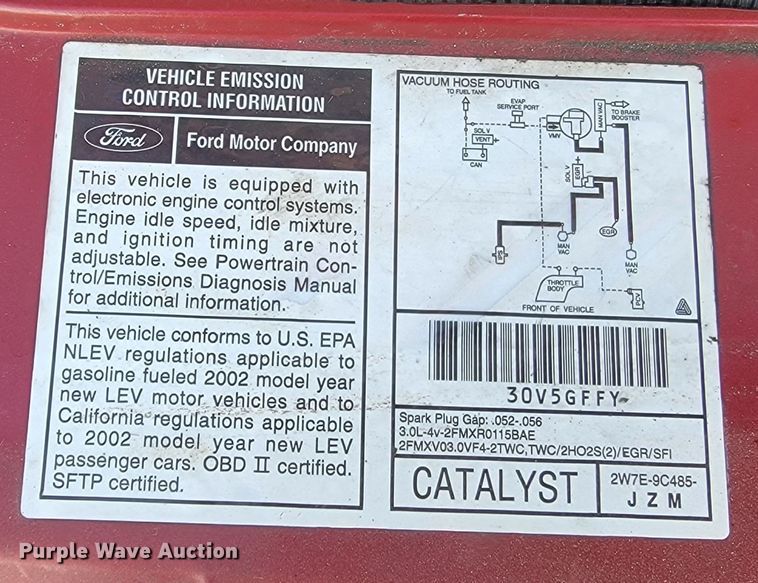 VEHICLE EMISSION
CONTROL INFORMATION
Ford
Ford Motor Company
This vehicle is equipped with
electronic engine control systems.
Engine idle speed, idle mixture,
and ignition timing are not
adjustable. See Powertrain Con-
trol/Emissions Diagnosis Manual
for additional information.
This vehicle conforms to U.S. EPA
NLEV regulations applicable to
gasoline fueled 2002 model year
new LEV motor vehicles and to
California regulations applicable
to 2002 model year new LEV
passenger cars. OBD II certified.
SFTP certified.
VACUUM HOSE ROUTING
TO FUEL TANK
EVAP
SERVICE PORT
MAN VAC
TO BRAKE
BOOSTER
SOL V
VENT
CAN
VMV
SOL V
EGR
EGR
IPS
MAN
VAC
MAN
VAC
THROTTLE
BODY
PCV
FRONT OF VEHICLE
30V5GFFY
Spark Plug Gap: .052-.056
3.0L-4v-2FMXR0115BAE
2FMXV03.0VF4-2TWC,TWC/2HO2S(2)/EGR/SFI
CATALYST
2W7E-9C485-
JZM
Purple Wave Auction